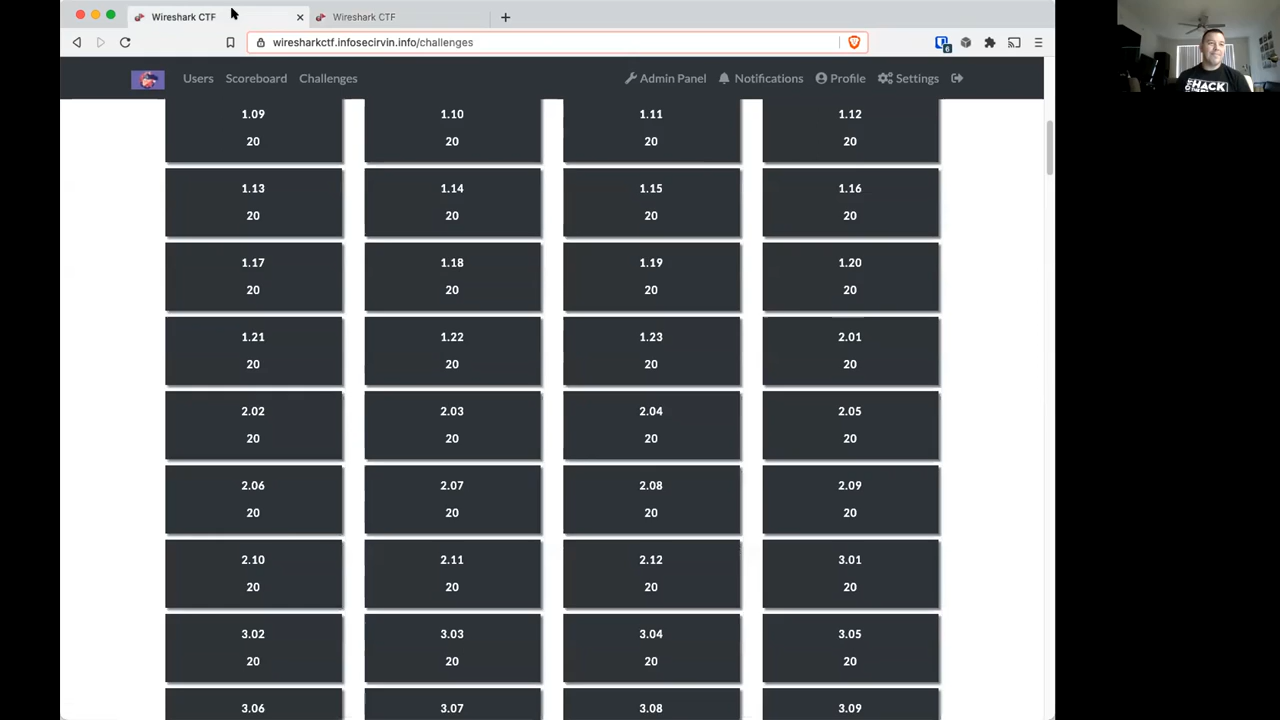 Wireshark CTF
Wireshark CTF
wiresharkctf.infosecirvin.info/challenges
6
Users Scoreboard Challenges Admin Panel Notifications Profile Settings
1.09 1.10 1.11 1.12
20 20 20 20
1.13 1.14 1.15 1.16
20 20 20 20
1.17 1.18 1.19 1.20
20 20 20 20
1.21 1.22 1.23 2.01
20 20 20 20
2.02 2.03 2.04 2.05
20 20 20 20
2.06 2.07 2.08 2.09
20 20 20 20
2.10 2.11 2.12 3.01
20 20 20 20
3.02 3.03 3.04 3.05
20 20 20 20
3.06 3.07 3.08 3.09
HACK